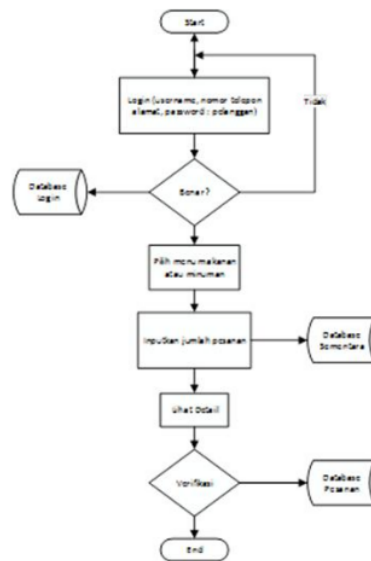 Start
Login (username, nomor telepon
alamat, password : pelanggan)
Tidak
Database
Login
Benar?
Pilih menu makanan
atau minuman
Inputkan jumlah pesanan
Database
Sementara
Lihat Detail
Verifikasi
Database
Pesanan
End